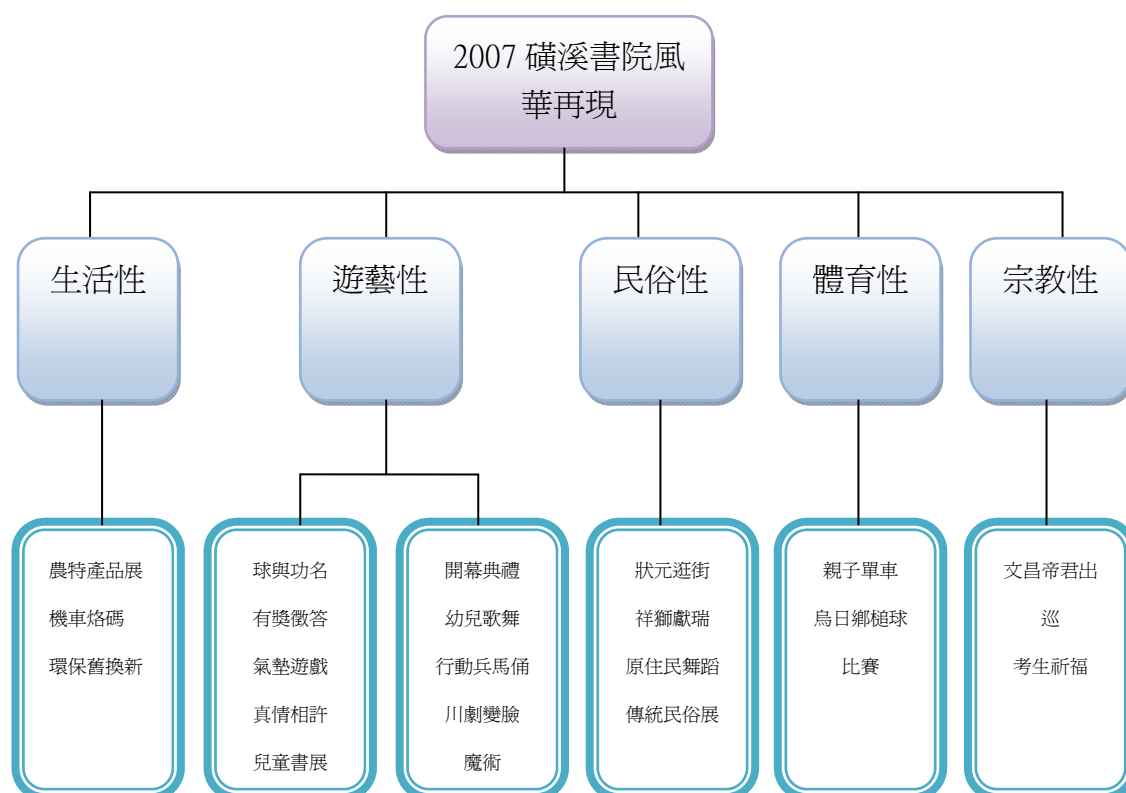 2007 磺溪書院風
華再現
生活性
遊藝性
民俗性
體育性
宗教性
農特產品展
機車烙碼
環保舊換新
球與功名
有獎徵答
氣墊遊戲
真情相許
兒童書展
開幕典禮
幼兒歌舞
行動兵馬俑
川劇變臉
魔術
狀元逛街
祥獅獻瑞
原住民舞蹈
傳統民俗展
親子單車
烏日鄉槌球
比賽
文昌帝君出
巡
考生祈福